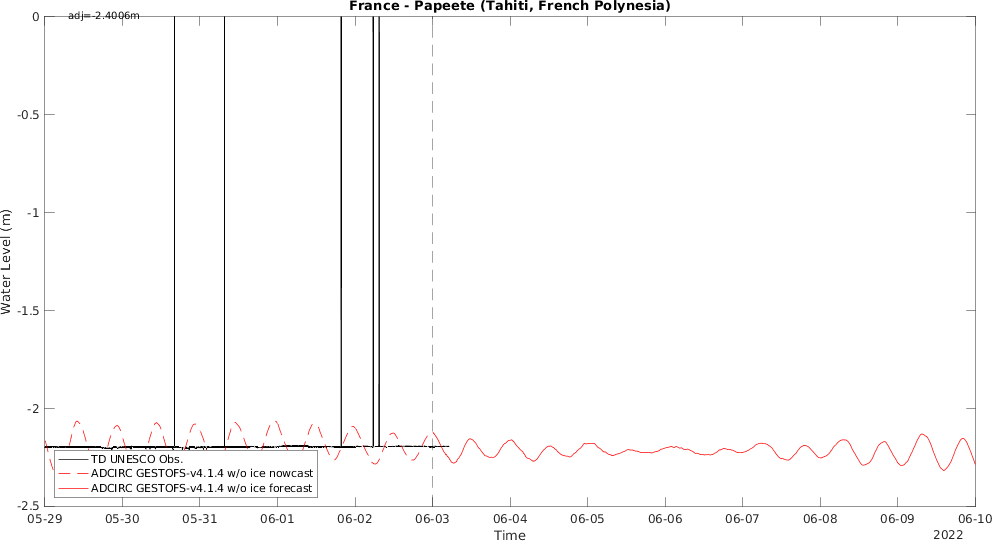 France - Papeete (Tahiti, French Polynesia)
adj=-2.4006m
0
-0.5
-1
-1.5
-2
-2.5
Water Level (m)
TD UNESCO Obs.
ADCIRC GESTOFS-v4.1.4 w/o ice nowcast
ADCIRC GESTOFS-v4.1.4 w/o ice forecast
05-29 05-30 05-31 06-01 06-02 06-03 06-04 06-05 06-06 06-07 06-08 06-09 06-10
Time
2022